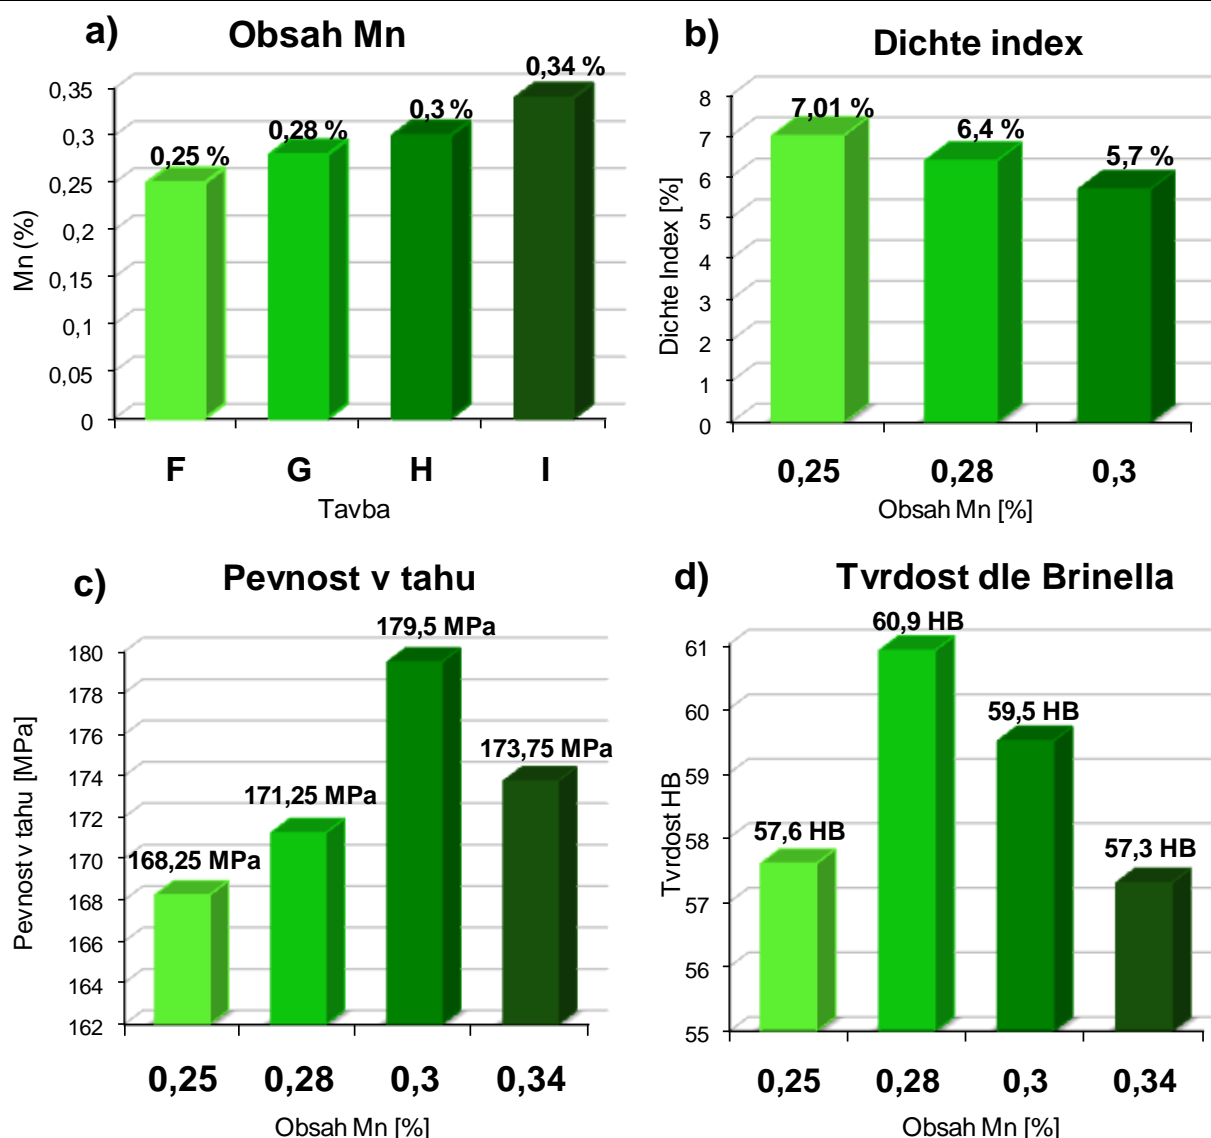 a)
Obsah Mn
Mn (%)
0,35
0,3
0,25
0,2
0,15
0,1
0,05
0
0,25 %
0,28 %
0,3 %
0,34 %
F G H I
Tavba
b)
Dichte index
Dichte Index [%]
8
7
6
5
4
3
2
1
0
7,01 %
6,4 %
5,7 %
0,25 0,28 0,3
Obsah Mn [%]
c)
Pevnost v tahu
Pevnost v tahu [MPa]
180
178
176
174
172
170
168
166
164
162
168,25 MPa
171,25 MPa
179,5 MPa
173,75 MPa
0,25 0,28 0,3 0,34
Obsah Mn [%]
d)
Tvrdost dle Brinella
Tvrdost HB
61
60
59
58
57
56
55
57,6 HB
60,9 HB
59,5 HB
57,3 HB
0,25 0,28 0,3 0,34
Obsah Mn [%]